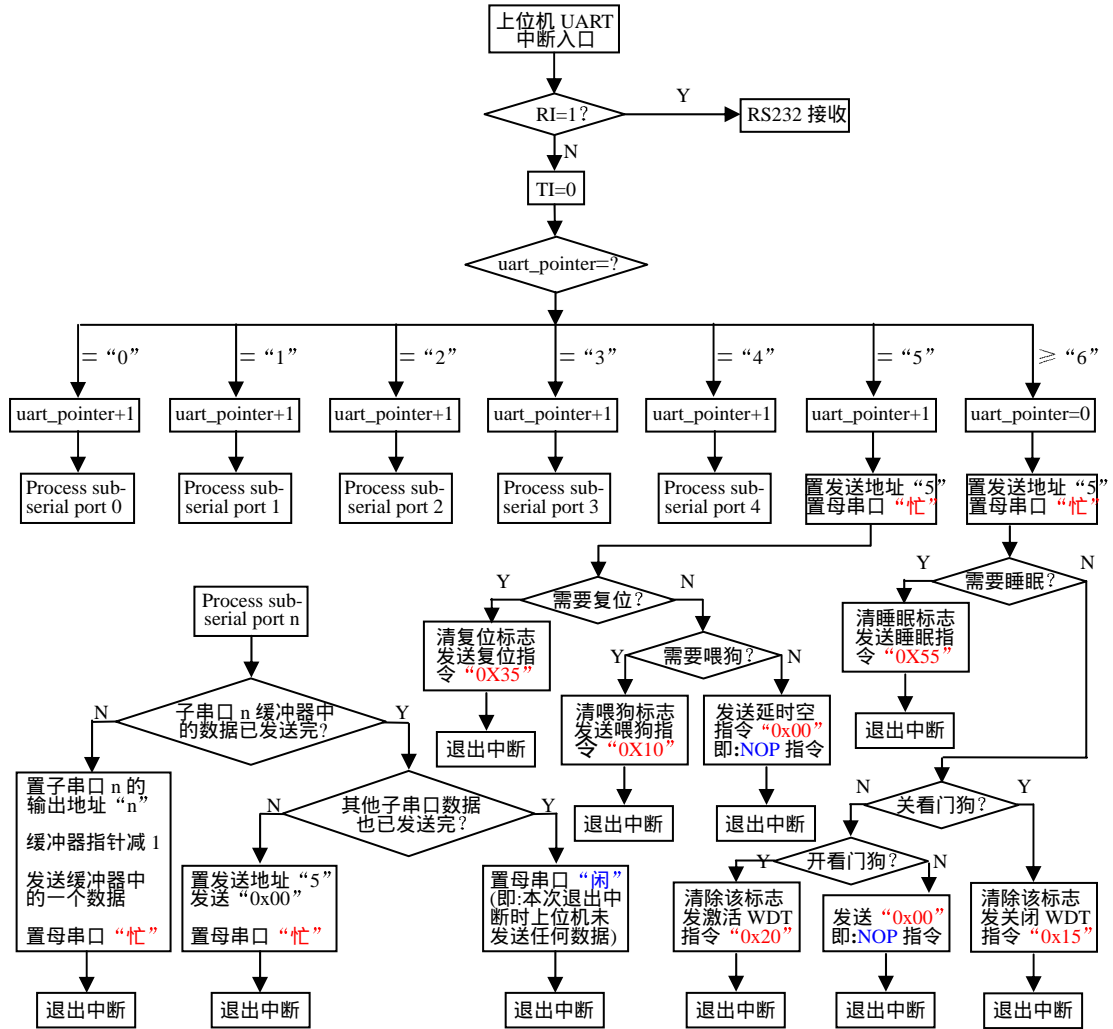 上位机 UART
中断入口
RI=1?
Y
RS232 接收
N
TI=0
uart_pointer=?
=“0”
=“1”
=“2”
=“3”
=“4”
=“5”
≥“6”
uart_pointer+1
uart_pointer+1
uart_pointer+1
uart_pointer+1
uart_pointer+1
uart_pointer+1
uart_pointer=0
Process sub-
serial port 0
Process sub-
serial port 1
Process sub-
serial port 2
Process sub-
serial port 3
Process sub-
serial port 4
置发送地址“5”
置母串口“忙”
置发送地址“5”
置母串口“忙”
Y
需要复位?
N
Y
需要睡眠?
N
Process sub-
serial port n
清复位标志
发送复位指
令“0X35”
退出中断
Y
需要喂狗?
N
清睡眠标志
发送睡眠指
令“0X55”
退出中断
清喂狗标志
发送喂狗指
令“0X10”
退出中断
发送延时空
指令“0x00”
即:NOP 指令
退出中断
N
子串口 n 缓冲器中
的数据已发送完?
Y
置子串口 n 的
输出地址“n”
缓冲器指针减 1
发送缓冲器中
的一个数据
置母串口“忙”
退出中断
N
其他子串口数据
也已发送完?
Y
置发送地址“5”
发送“0x00”
置母串口“忙”
退出中断
置母串口“闲”
(即:本次退出中
断时上位机未
发送任何数据)
退出中断
N
关看门狗?
Y
Y
开看门狗?
N
清除该标志
发激活 WDT
指令“0x20”
退出中断
发送“0x00”
即:NOP 指令
退出中断
清除该标志
发关闭 WDT
指令“0x15”
退出中断